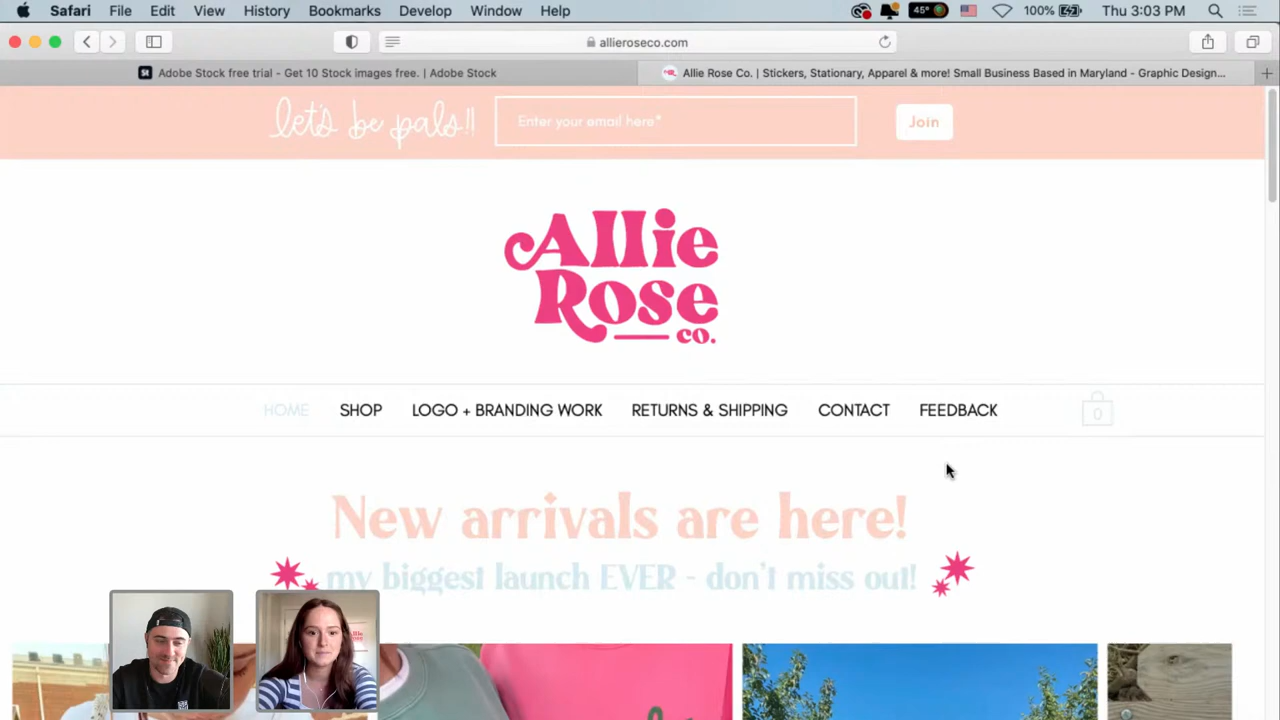 Safari File Edit View History Bookmarks Develop Window Help 45° 100% Thu 3:03 PM
allieroseco.com
St Adobe Stock free trial - Get 10 Stock images free. | Adobe Stock
Allie Rose Co. | Stickers, Stationary, Apparel & more! Small Business Based in Maryland - Graphic Design...
let's be pals!! Enter your email here* Join
Allie
Rose
co.
HOME SHOP LOGO + BRANDING WORK RETURNS & SHIPPING CONTACT FEEDBACK 0
New arrivals are here!
my biggest launch EVER - don't miss out!